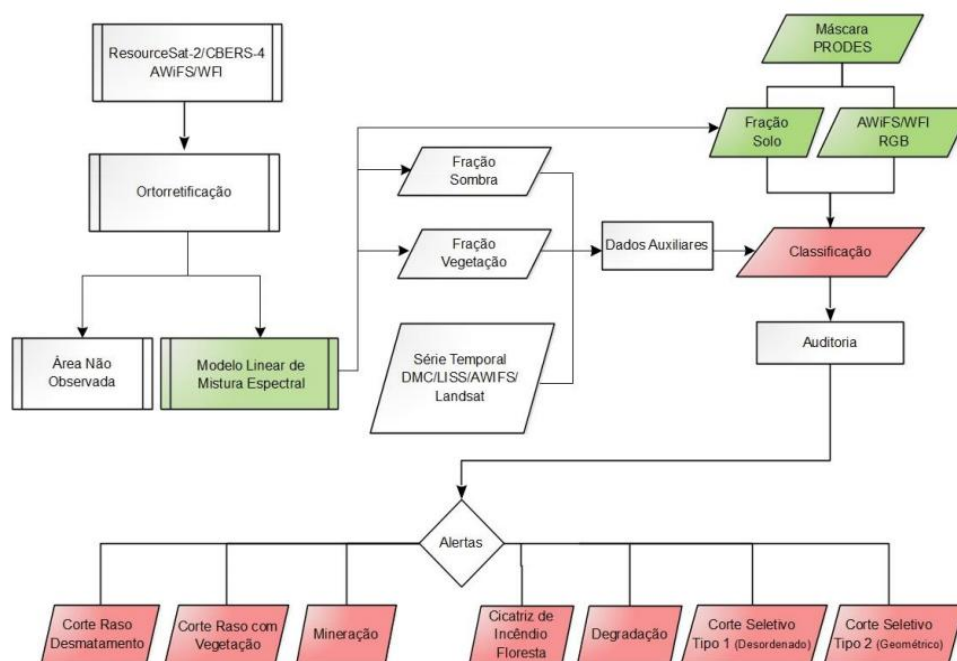 ResourceSat-2/CBERS-4
AWiFS/WFI
Ortorretificação
Área Não
Observada
Modelo Linear de
Mistura Espectral
Fração
Sombra
Fração
Vegetação
Série Temporal
DMC/LISS/AWIFS/
Landsat
Dados Auxiliares
Máscara
PRODES
Fração
Solo
AWiFS/WFI
RGB
Classificação
Auditoria
Alertas
Corte Raso
Desmatamento
Corte Raso com
Vegetação
Mineração
Cicatriz de
Incêndio
Floresta
Degradação
Corte Seletivo
Tipo 1 (Desordenado)
Corte Seletivo
Tipo 2 (Geométrico)